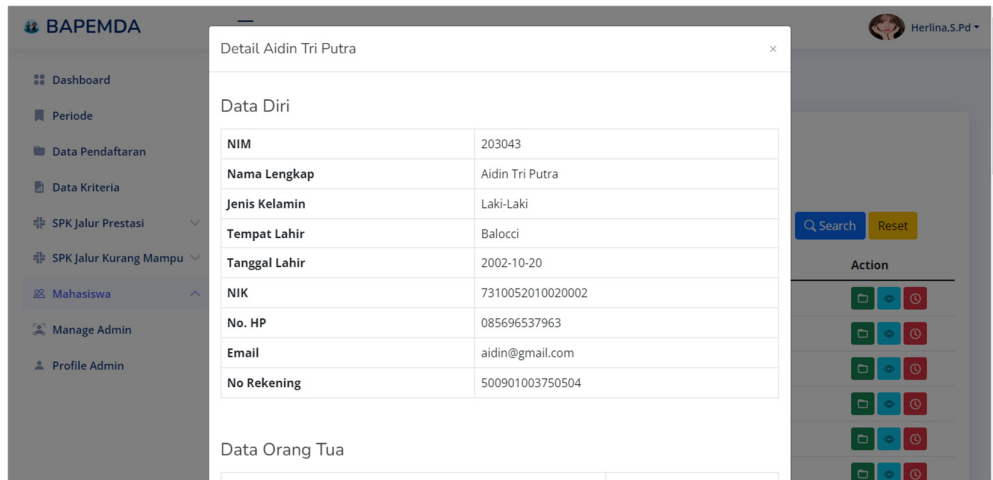 BAPEMDA
Herlina,S.Pd
Dashboard
Periode
Data Pendaftaran
Data Kriteria
SPK Jalur Prestasi
SPK Jalur Kurang Mampu
Mahasiswa
Manage Admin
Profile Admin
Detail Aidin Tri Putra ×
Data Diri
NIM 203043
Nama Lengkap Aidin Tri Putra
Jenis Kelamin Laki-Laki
Tempat Lahir Balocci
Tanggal Lahir 2002-10-20
NIK 7310052010020002
No. HP 085696537963
Email aidin@gmail.com
No Rekening 500901003750504
Data Orang Tua
Search Reset
Action